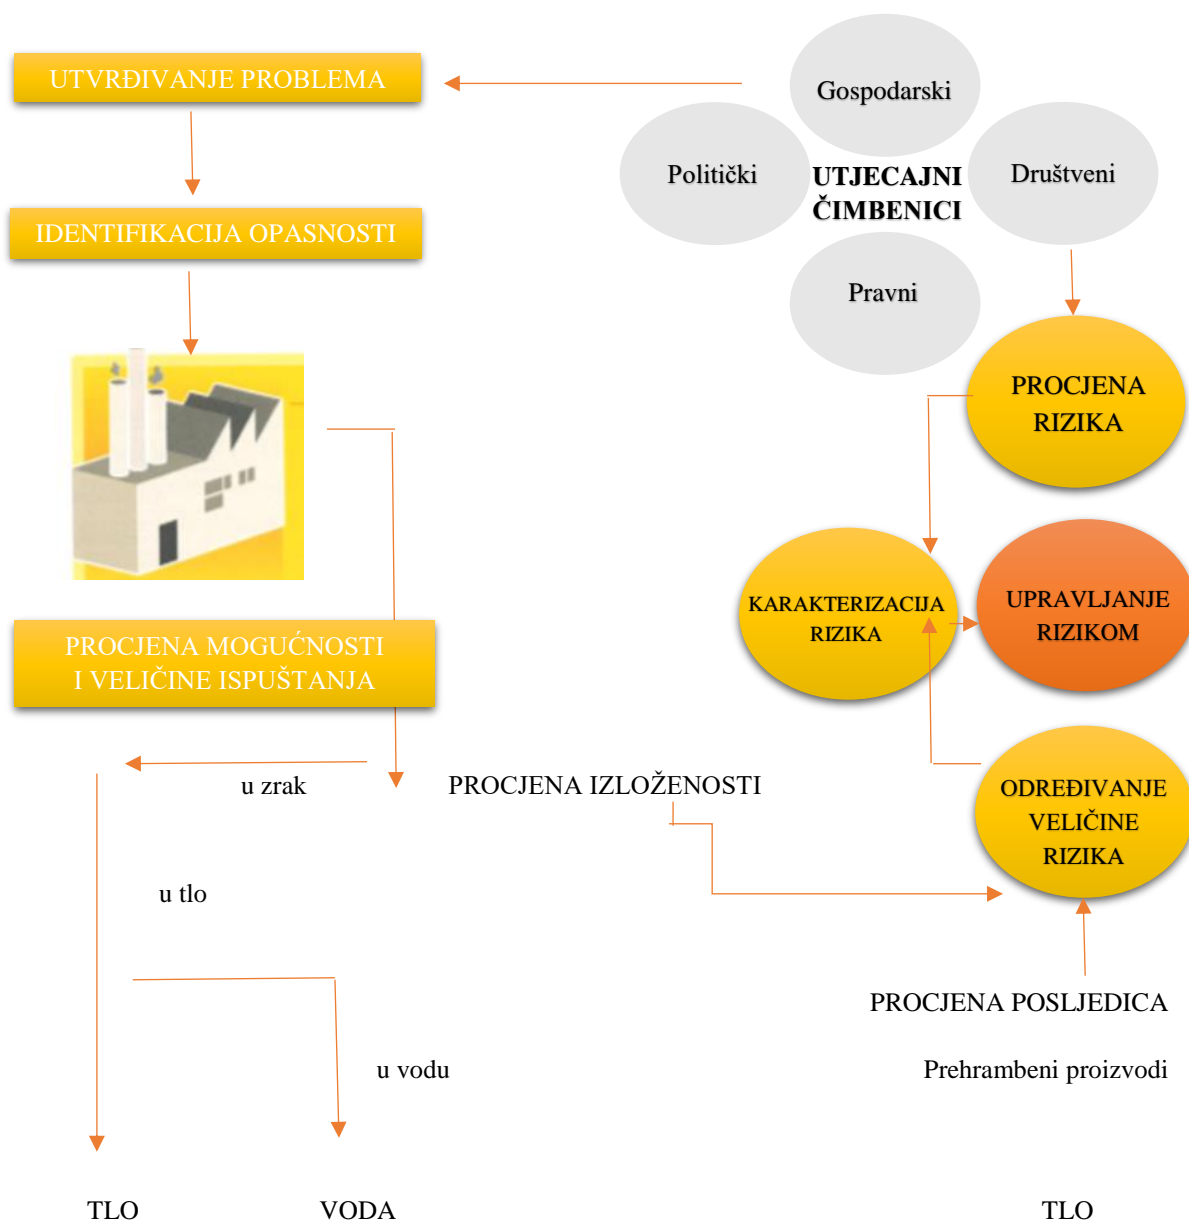 UTVRĐIVANJE PROBLEMA
Gospodarski
Politički
UTJECAJNI
ČIMBENICI
Društveni
IDENTIFIKACIJA OPASNOSTI
Pravni
PROCJENA
RIZIKA
KARAKTERIZACIJA
RIZIKA
UPRAVLJANJE
RIZIKOM
PROCJENA MOGUĆNOSTI
I VELIČINE ISPUŠTANJA
u zrak
PROCJENA IZLOŽENOSTI
ODREĐIVANJE
VELIČINE
RIZIKA
u tlo
PROCJENA POSLJEDICA
u vodu
Prehrambeni proizvodi
TLO
VODA
TLO